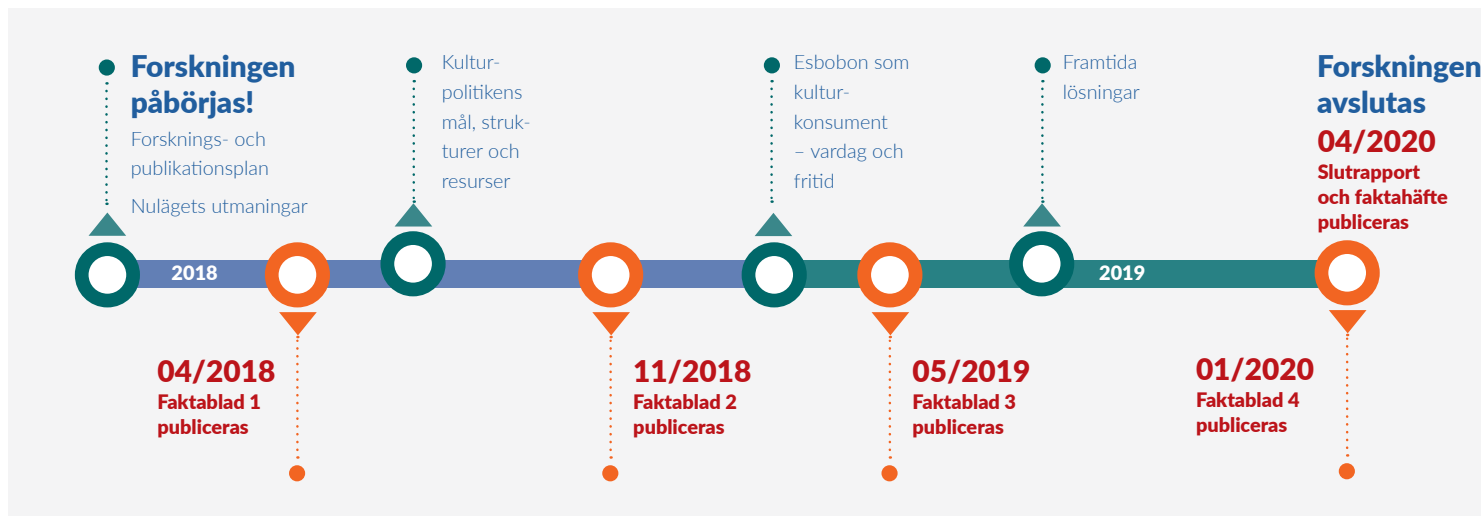 Forskningen
påbörjas!
Forsknings- och
publikationsplan
Nulägets utmaningar
Kultur-
politikens
mål, struk-
turer och
resurser
Esbobon som
kultur-
konsument
– vardag och
fritid
Framtida
lösningar
Forskningen
avslutas
04/2020
Slutrapport
och faktahäfte
publiceras
2018
2019
04/2018
Faktablad 1
publiceras
11/2018
Faktablad 2
publiceras
05/2019
Faktablad 3
publiceras
01/2020
Faktablad 4
publiceras